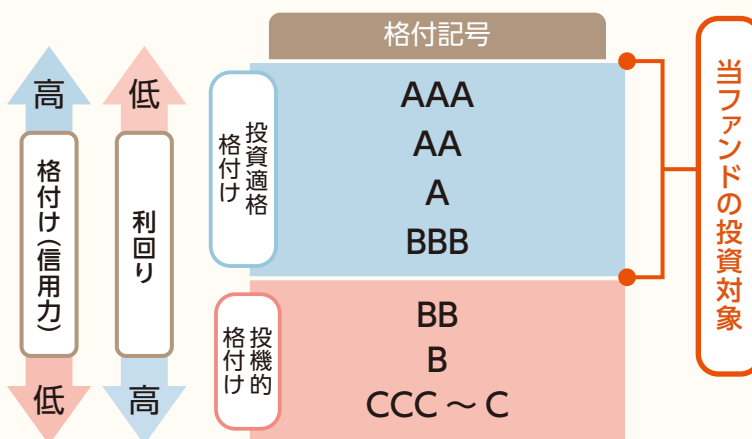 格付記号
高
格付け(信用力)
低
低
利回り
高
投資適格
格付け
AAA
AA
A
BBB
投機的
格付け
BB
B
CCC ～ C
当ファンドの投資対象